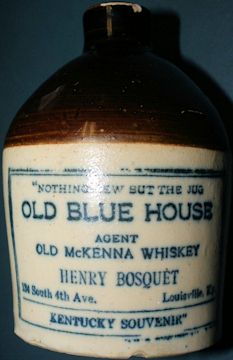 "NOTHING NEW BUT THE JUG
OLD BLUE HOUSE
AGENT
OLD McKENNA WHISKEY
HENRY BOSQUET
South 4th Ave. Louisville, Ky.
KENTUCKY SOUVENIR"